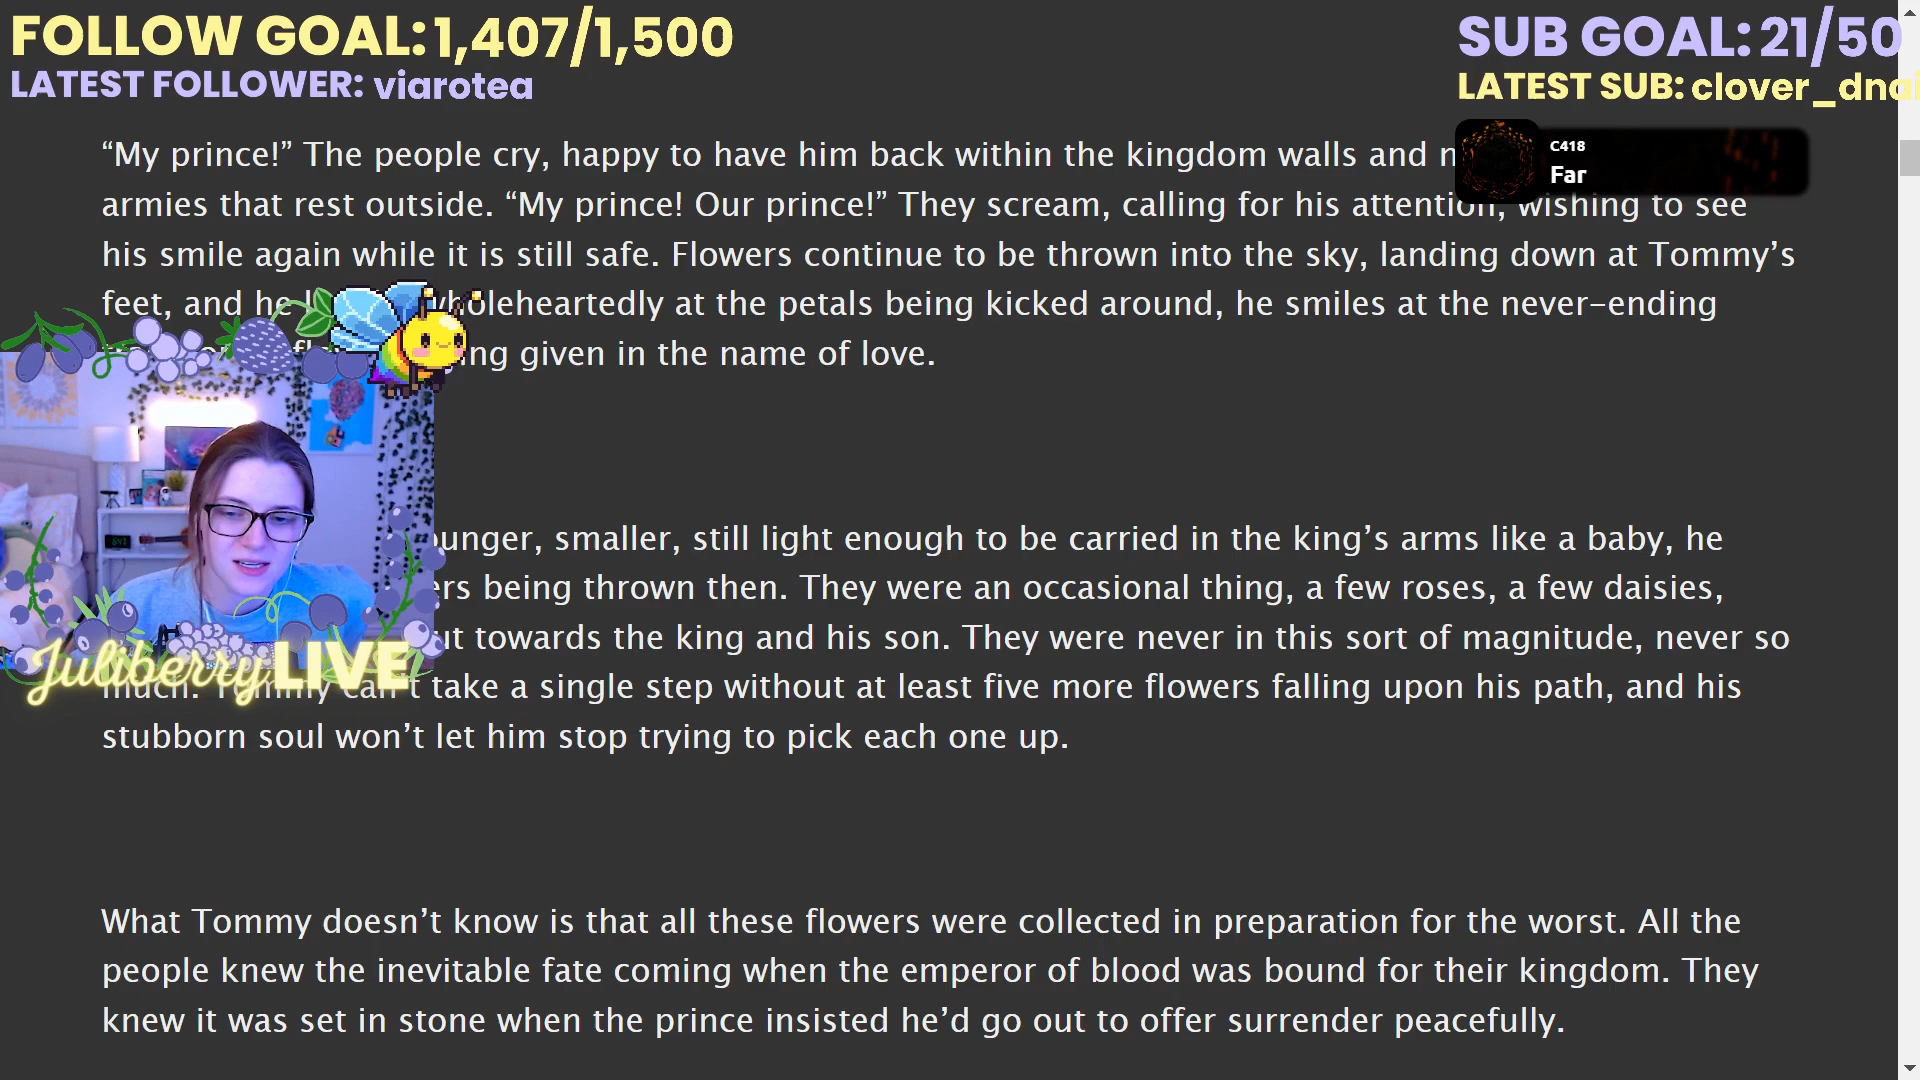 FOLLOW GOAL: 1,407/1,500
LATEST FOLLOWER: viarotea
SUB GOAL: 21/50
LATEST SUB: clover_dnai
C418
Far
“My prince!” The people cry, happy to have him back within the kingdom walls and
armies that rest outside. “My prince! Our prince!” They scream, calling for his attention, wishing to see
his smile again while it is still safe. Flowers continue to be thrown into the sky, landing down at Tommy’s
feet, and he wholeheartedly at the petals being kicked around, he smiles at the never-ending
given in the name of love.
smaller, still light enough to be carried in the king’s arms like a baby, he
being thrown then. They were an occasional thing, a few roses, a few daisies,
towards the king and his son. They were never in this sort of magnitude, never so
much. Tommy can’t take a single step without at least five more flowers falling upon his path, and his
stubborn soul won’t let him stop trying to pick each one up.
Juliberry LIVE
What Tommy doesn’t know is that all these flowers were collected in preparation for the worst. All the
people knew the inevitable fate coming when the emperor of blood was bound for their kingdom. They
knew it was set in stone when the prince insisted he’d go out to offer surrender peacefully.